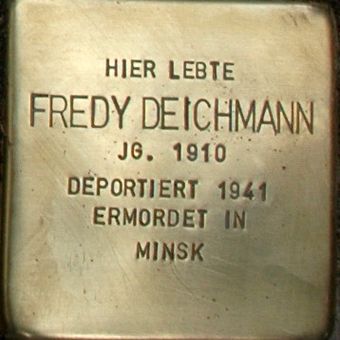 HIER LEBTE
FREDY DEICHMANN
JG. 1910
DEPORTIERT 1941
ERMORDET IN
MINSK